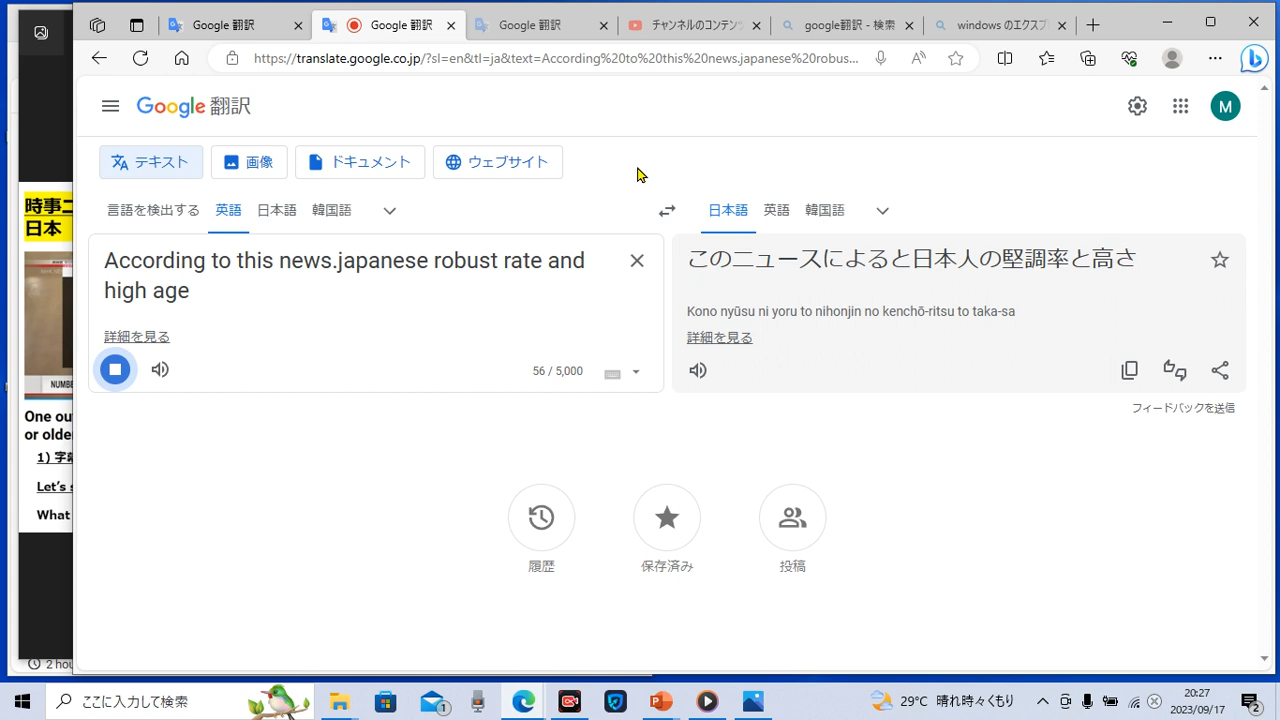 Google 翻訳
Google 翻訳
Google 翻訳
チャンネルのコンテンツ
google翻訳 - 検索
windows のエクスプ
https://translate.google.co.jp/?sl=en&tl=ja&text=According%20to%20this%20news.japanese%20robus...
Google 翻訳
M
テキスト
画像
ドキュメント
ウェブサイト
言語を検出する 英語 日本語 韓国語
日本語 英語 韓国語
According to this news.japanese robust rate and
high age
詳細を見る
56 / 5,000
このニュースによると日本人の堅調率と高さ
Kono nyūsu ni yoru to nihonjin no kenchō-ritsu to taka-sa
詳細を見る
フィードバックを送信
履歴
保存済み
投稿
時事ニ
日本
NUMBE
One ou
or olde
1) 字幕
Let's s
What
2 hou
ここに入力して検索
1
29°C 晴れ時々くもり
20:27
2023/09/17
2